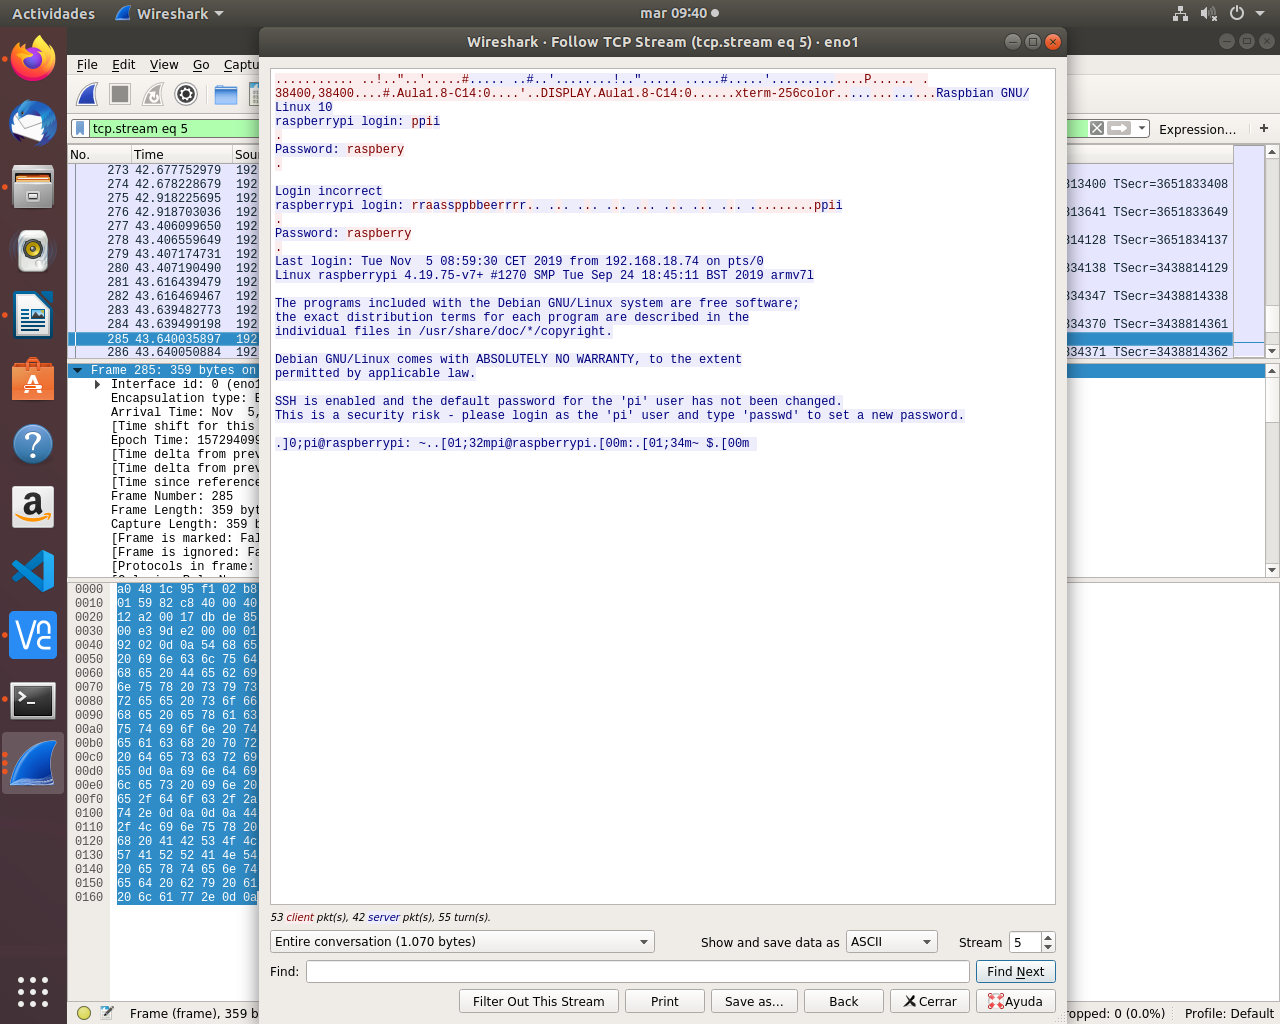 Actividades
Wireshark
mar 09:40
Wireshark · Follow TCP Stream (tcp.stream eq 5) · eno1
File Edit View Go Captu
tcp.stream eq 5
Expression…
+
No. Time Sour
273 42.677752979 192
274 42.678228679 192
275 42.918225695 192
276 42.918703036 192
277 43.406099650 192
278 43.406559649 192
279 43.407174731 192
280 43.407190490 192
281 43.616439479 192
282 43.616469467 192
283 43.639482773 192
284 43.639499198 192
285 43.640035897 192
286 43.640050884 192
313400 TSecr=3651833408
313641 TSecr=3651833649
314128 TSecr=3651834137
334128 TSecr=3438814129
334347 TSecr=3438814338
334370 TSecr=3438814361
334371 TSecr=3438814362
Frame 285: 359 bytes on
Interface id: 0 (eno1
Encapsulation type: E
Arrival Time: Nov  5,
[Time shift for this
Epoch Time: 157294099
[Time delta from prev
[Time delta from prev
[Time since reference
Frame Number: 285
Frame Length: 359 byt
Capture Length: 359 b
[Frame is marked: Fal
[Frame is ignored: Fa
[Protocols in frame:
0000 a0 48 1c 95 f1 02 b8
0010 01 59 82 c8 40 00 40
0020 12 a2 00 17 db de 85
0030 00 e3 9d e2 00 00 01
0040 92 02 0d 0a 54 68 65
0050 20 69 6e 63 6c 75 64
0060 68 65 20 44 65 62 69
0070 6e 75 78 20 73 79 73
0080 72 65 65 20 73 6f 66
0090 68 65 20 65 78 61 63
00a0 75 74 69 6f 6e 20 74
00b0 65 61 63 68 20 70 72
00c0 20 64 65 73 63 72 69
00d0 65 0d 0a 69 6e 64 69
00e0 6c 65 73 20 69 6e 20
00f0 65 2f 64 6f 63 2f 2a
0100 74 2e 0d 0a 0d 0a 44
0110 2f 4c 69 6e 75 78 20
0120 68 20 41 42 53 4f 4c
0130 57 41 52 52 41 4e 54
0140 20 65 78 74 65 6e 74
0150 65 64 20 62 79 20 61
0160 20 6c 61 77 2e 0d 0a
........... ..!.."..'.....#..... ..#..'........!.."..... .....#.....'.............P...... .
38400,38400....#.Aula1.8-C14:0....'..DISPLAY.Aula1.8-C14:0......xterm-256color..............Raspbian GNU/
Linux 10
raspberrypi login: ppii
.
Password: raspbery
.
Login incorrect
raspberrypi login: rraassppbbeerrrr.. ... ... ... ... ... ... ... .........ppii
.
Password: raspberry
.
Last login: Tue Nov  5 08:59:30 CET 2019 from 192.168.18.74 on pts/0
Linux raspberrypi 4.19.75-v7+ #1270 SMP Tue Sep 24 18:45:11 BST 2019 armv7l
The programs included with the Debian GNU/Linux system are free software;
the exact distribution terms for each program are described in the
individual files in /usr/share/doc/*/copyright.
Debian GNU/Linux comes with ABSOLUTELY NO WARRANTY, to the extent
permitted by applicable law.
SSH is enabled and the default password for the 'pi' user has not been changed.
This is a security risk - please login as the 'pi' user and type 'passwd' to set a new password.
.]0;pi@raspberrypi: ~..[01;32mpi@raspberrypi.[00m:.[01;34m~ $.[00m
53 client pkt(s), 42 server pkt(s), 55 turn(s).
Entire conversation (1.070 bytes)
Show and save data as ASCII
Stream 5
Find:
Find Next
Filter Out This Stream
Print
Save as…
Back
Cerrar
Ayuda
Frame (frame), 359 b
ropped: 0 (0.0%)
Profile: Default